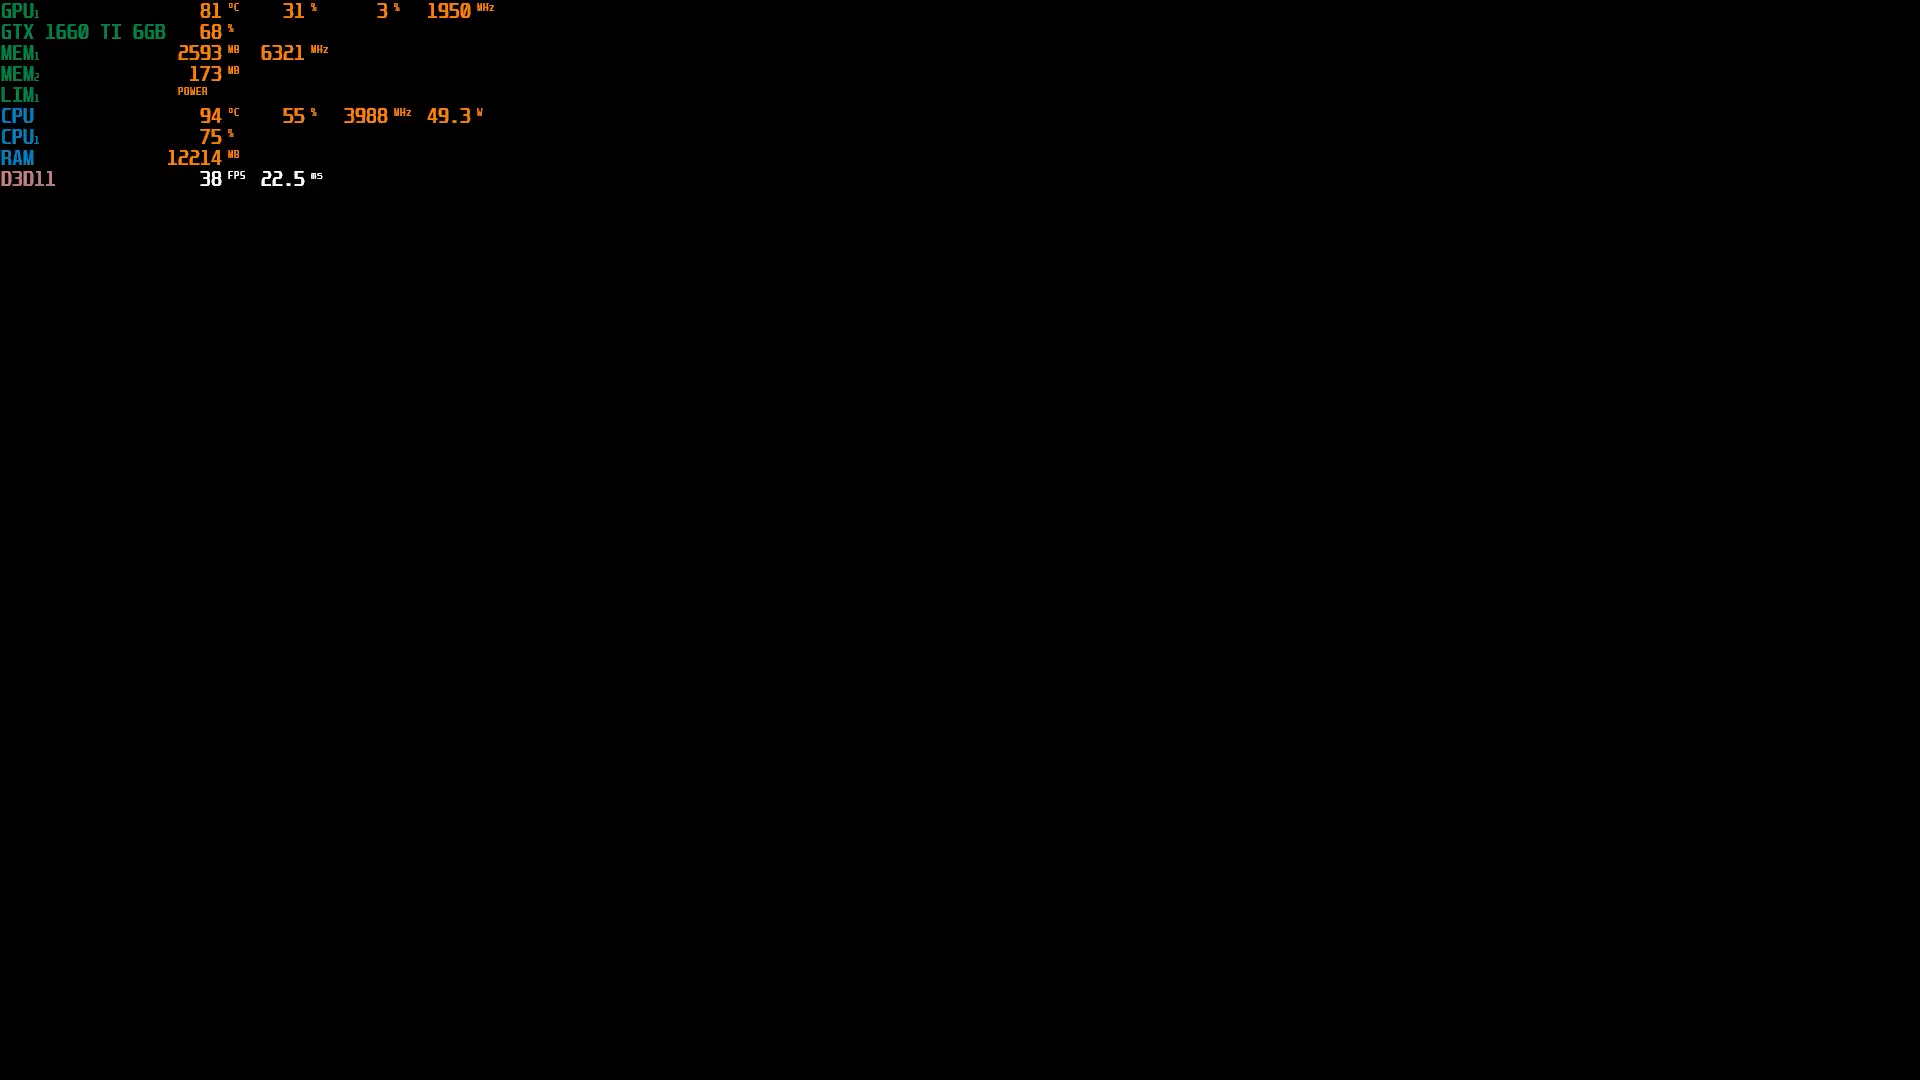 GPU1 81 °C 31 % 3 % 1950 MHz
GTX 1660 TI 6GB 68 %
MEM1 2593 MB 6321 MHz
MEM2 173 MB
LIM1 POWER
CPU 94 °C 55 % 3988 MHz 49.3 W
CPU1 75 %
RAM 12214 MB
D3D11 38 FPS 22.5 ms